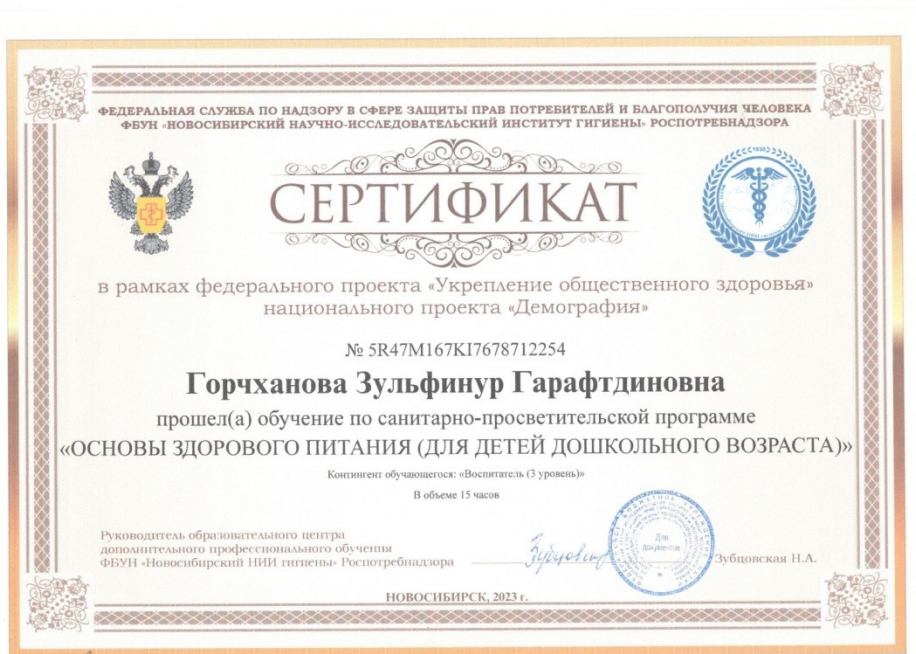 ФЕДЕРАЛЬНАЯ СЛУЖБА ПО НАДЗОРУ В СФЕРЕ ЗАЩИТЫ ПРАВ ПОТРЕБИТЕЛЕЙ И БЛАГОПОЛУЧИЯ ЧЕЛОВЕКА
ФБУН «НОВОСИБИРСКИЙ НАУЧНО-ИССЛЕДОВАТЕЛЬСКИЙ ИНСТИТУТ ГИГИЕНЫ» РОСПОТРЕБНАДЗОРА
СЕРТИФИКАТ
в рамках федерального проекта «Укрепление общественного здоровья»
национального проекта «Демография»
№ 5R47M167KI7678712254
Горчханова Зульфинур Гарафтдиновна
прошел(а) обучение по санитарно-просветительской программе
«ОСНОВЫ ЗДОРОВОГО ПИТАНИЯ (ДЛЯ ДЕТЕЙ ДОШКОЛЬНОГО ВОЗРАСТА)»
Контингент обучающегося: «Воспитатель (3 уровень)»
В объеме 15 часов
Руководитель образовательного центра
дополнительного профессионального обучения
ФБУН «Новосибирский НИИ гигиены» Роспотребнадзора
Для
документов
Зубцовская Н.А.
НОВОСИБИРСК, 2023 г.